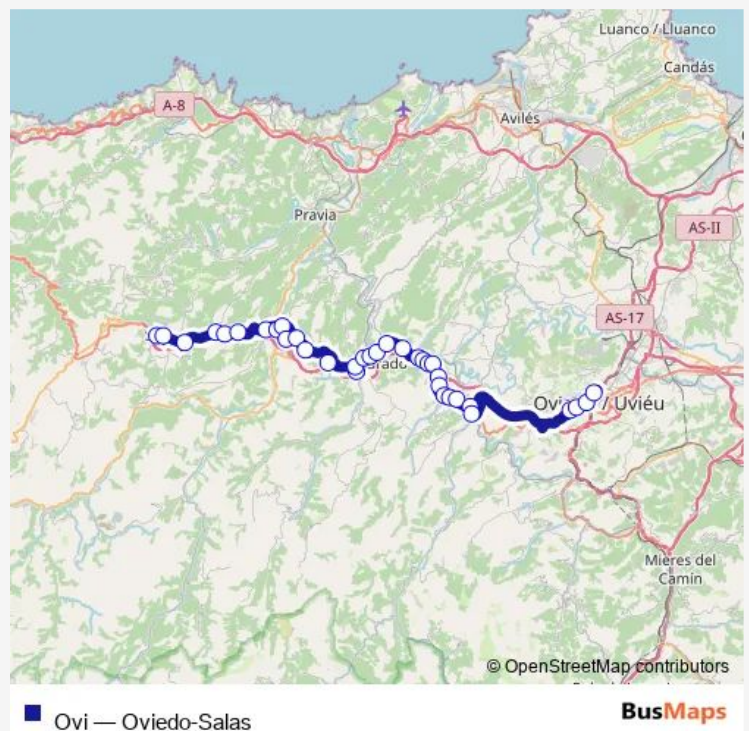 Luanco / Lluanco
Candás
A-8
Avilés
Pravia
AS-II
AS-17
Grado
/ Uviéu
Mieres del
Camín
© OpenStreetMap contributors
Ovi — Oviedo-Salas
BusMaps